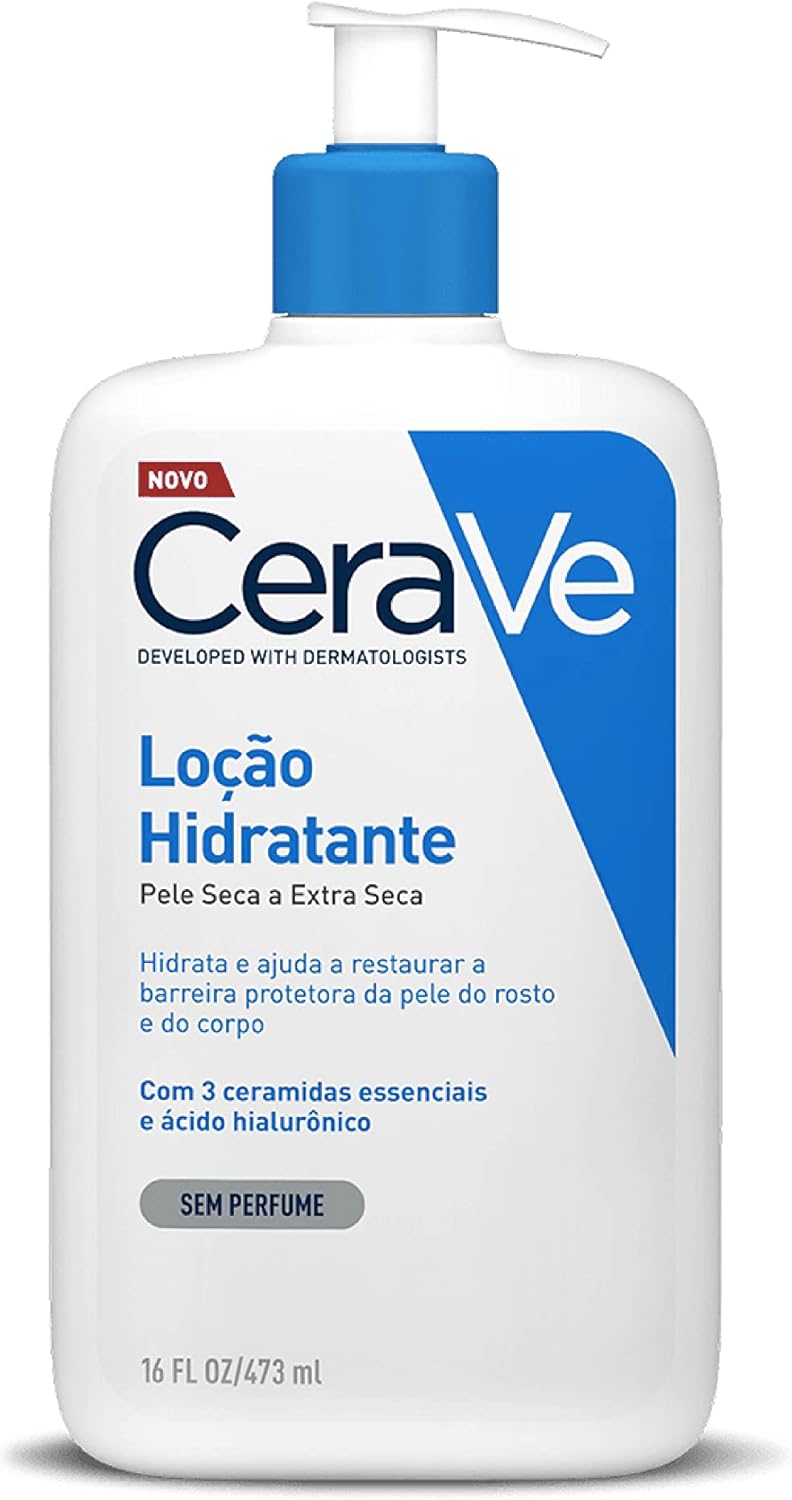 NOVO
CeraVe
DEVELOPED WITH DERMATOLOGISTS
Loção
Hidratante
Pele Seca a Extra Seca
Hidrata e ajuda a restaurar a
barreira protetora da pele do rosto
e do corpo
Com 3 ceramidas essenciais
e ácido hialurônico
SEM PERFUME
16 FL OZ/473 ml